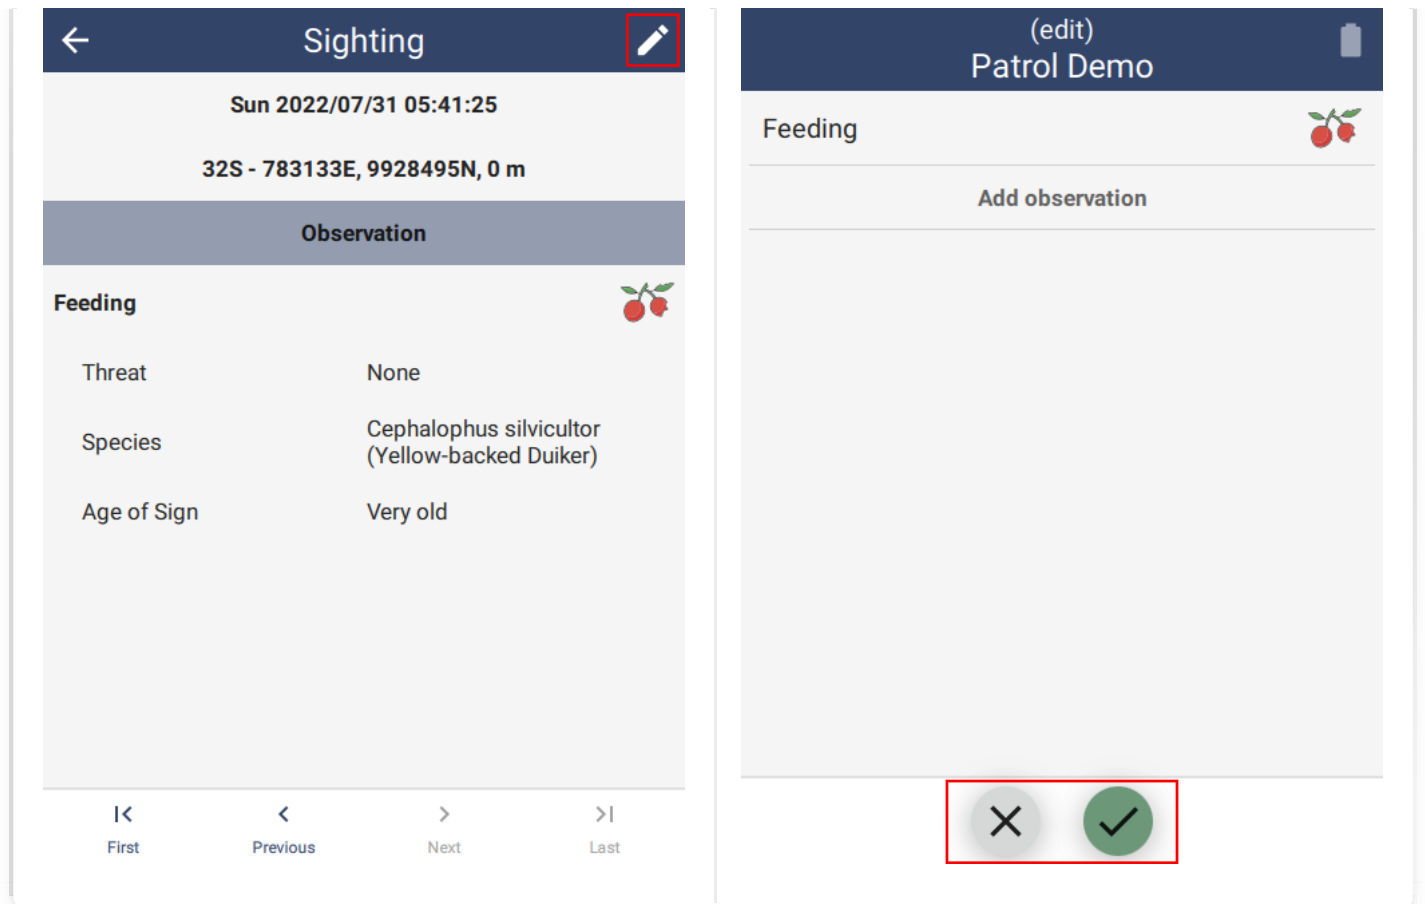 Sighting
Sun 2022/07/31 05:41:25
32S - 783133E, 9928495N, 0 m
Observation
Feeding
Threat None
Species Cephalophus silvicultor
(Yellow-backed Duiker)
Age of Sign Very old
First Previous Next Last
(edit)
Patrol Demo
Feeding
Add observation